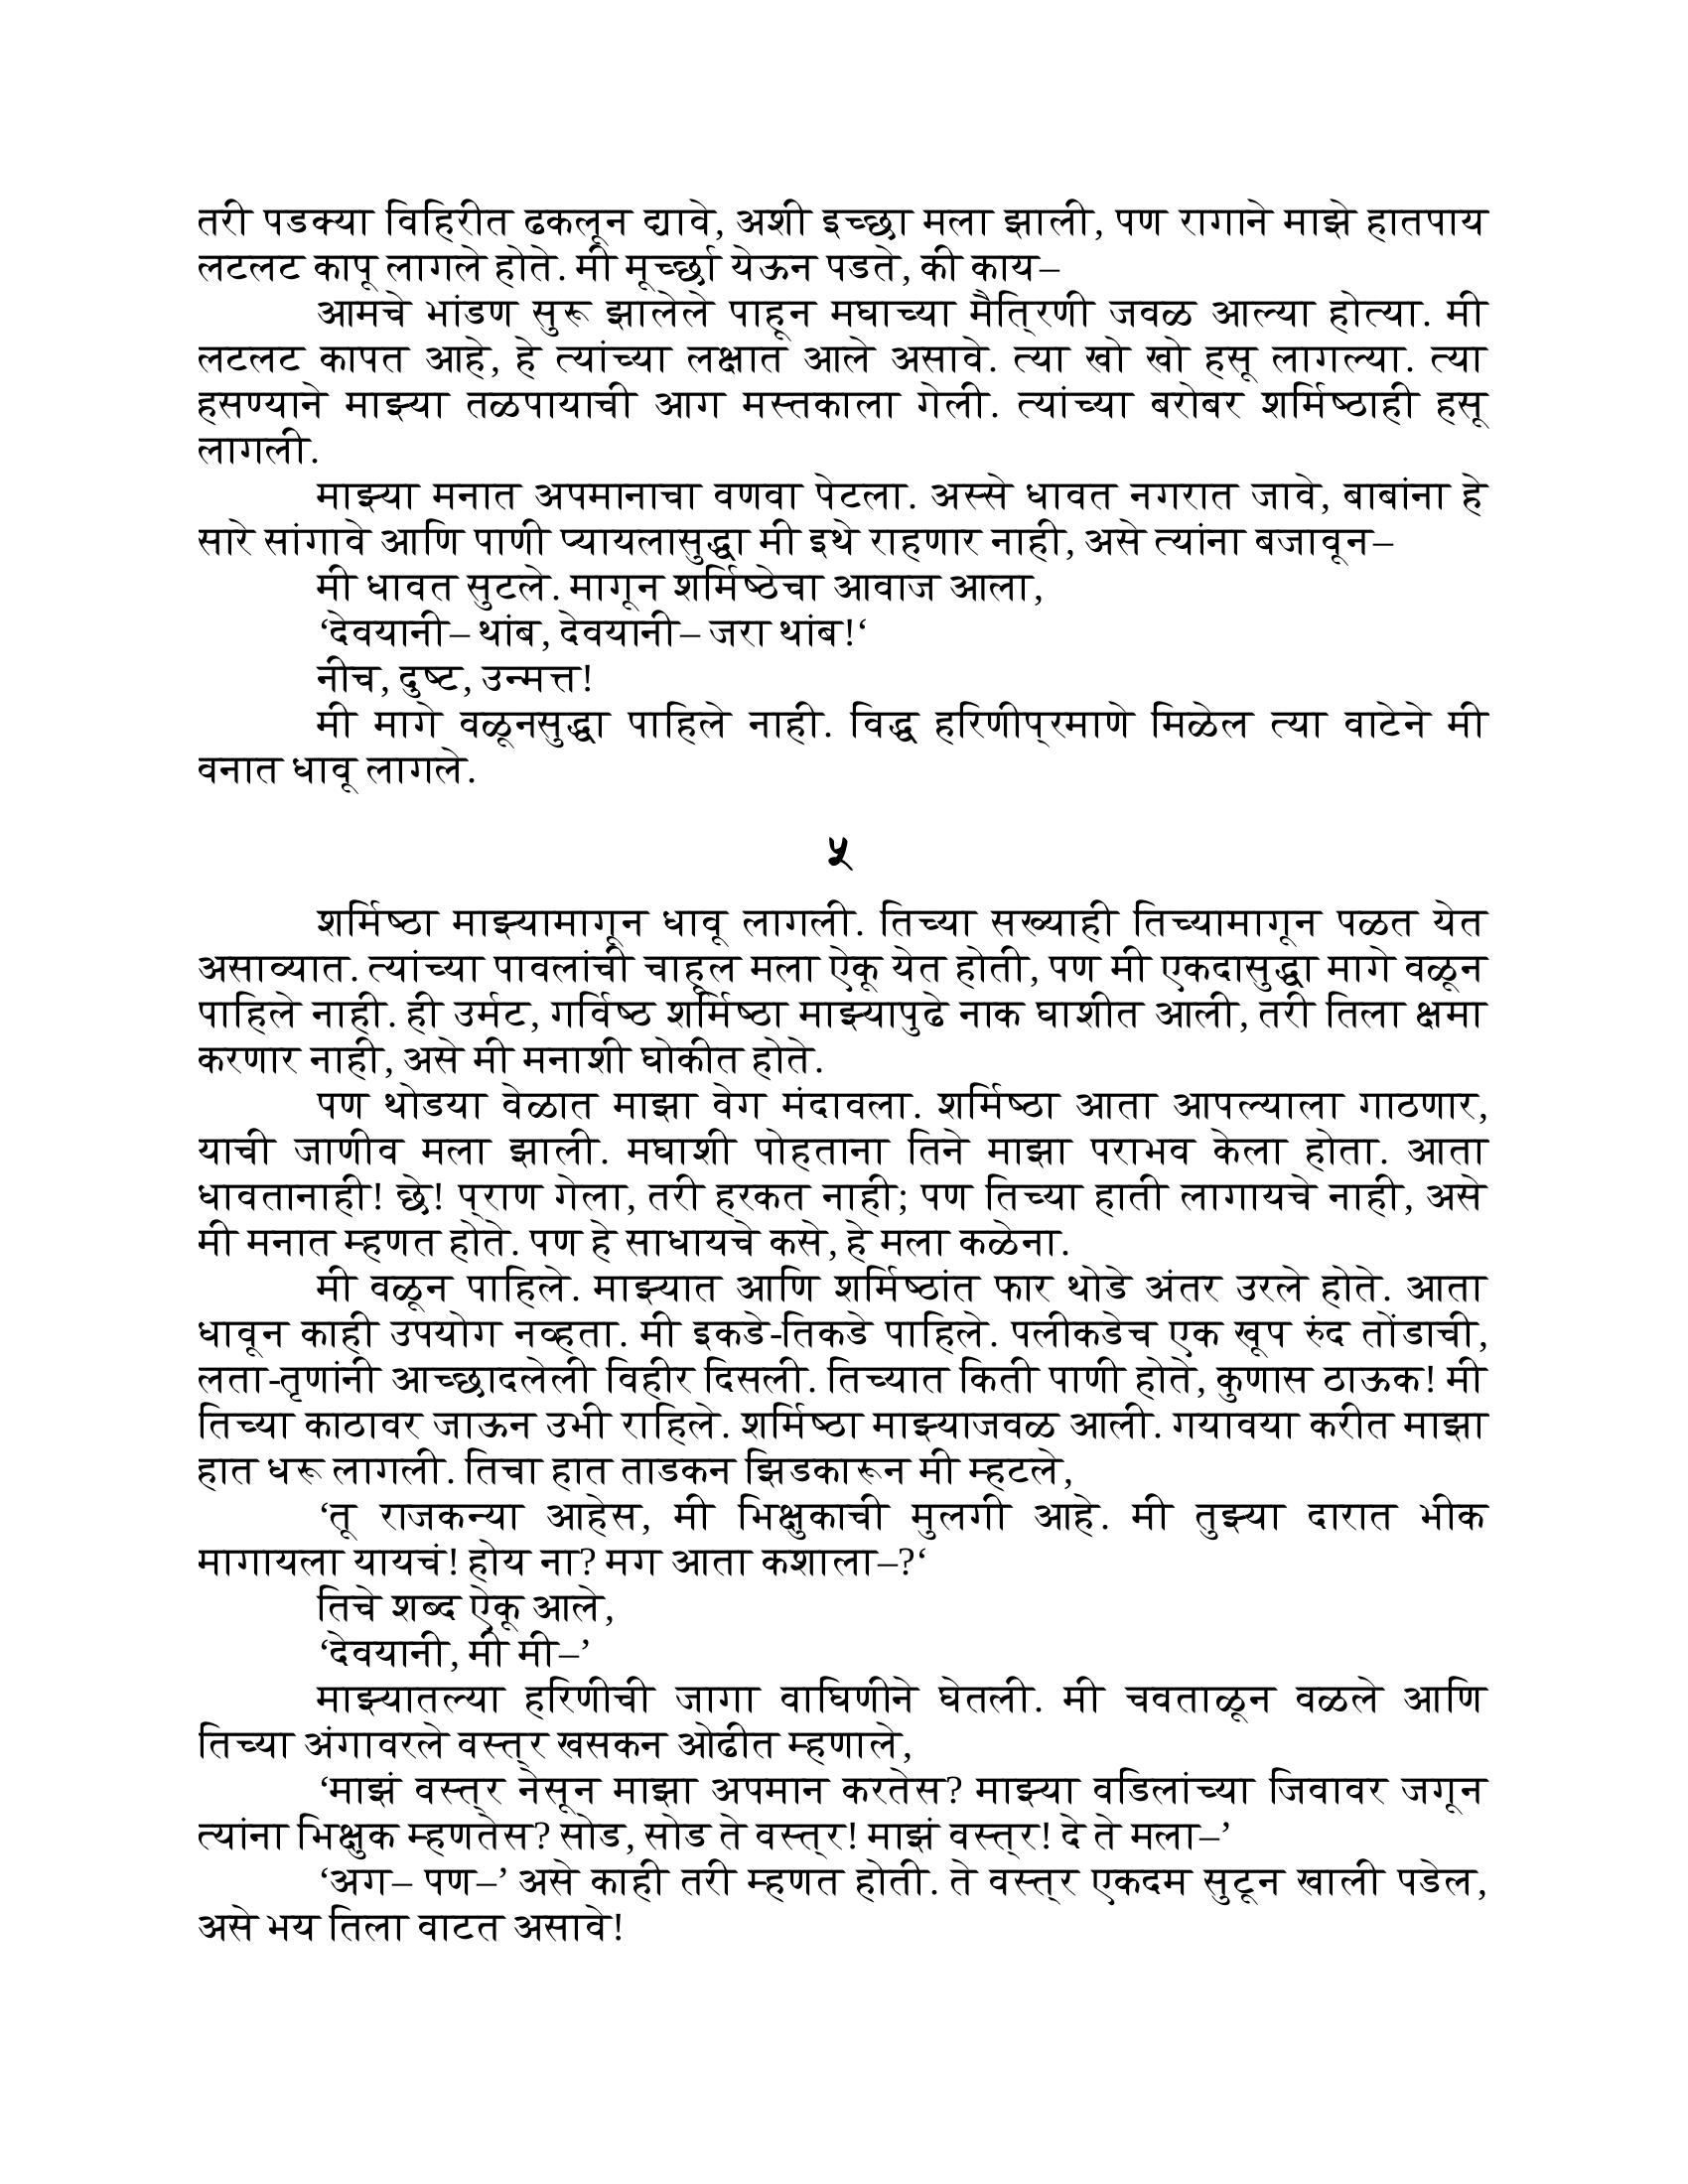 तरी पडक्या विहिरीत ढकलून द्यावे, अशी इच्छा मला झाली, पण रागाने माझे हातपाय
लटलट कापू लागले होते. मी मूर्च्छा येऊन पडते, की काय–
आमचे भांडण सुरू झालेले पाहून मघाच्या मैत्रिणी जवळ आल्या होत्या. मी
लटलट कापत आहे, हे त्यांच्या लक्षात आले असावे. त्या खो खो हसू लागल्या. त्या
हसण्याने माझ्या तळपायाची आग मस्तकाला गेली. त्यांच्या बरोबर शर्मिष्ठाही हसू
लागली.
माझ्या मनात अपमानाचा वणवा पेटला. अस्से धावत नगरात जावे, बाबांना हे
सारे सांगावे आणि पाणी प्यायलासुद्धा मी इथे राहणार नाही, असे त्यांना बजावून–
मी धावत सुटले. मागून शर्मिष्ठेचा आवाज आला,
‘देवयानी– थांब, देवयानी– जरा थांब!‘
नीच, दुष्ट, उन्मत्त!
मी मागे वळूनसुद्धा पाहिले नाही. विद्ध हरिणीप्रमाणे मिळेल त्या वाटेने मी
वनात धावू लागले.
५
शर्मिष्ठा माझ्यामागून धावू लागली. तिच्या सख्याही तिच्यामागून पळत येत
असाव्यात. त्यांच्या पावलांची चाहूल मला ऐकू येत होती, पण मी एकदासुद्धा मागे वळून
पाहिले नाही. ही उर्मट, गर्विष्ठ शर्मिष्ठा माझ्यापुढे नाक घाशीत आली, तरी तिला क्षमा
करणार नाही, असे मी मनाशी घोकीत होते.
पण थोडया वेळात माझा वेग मंदावला. शर्मिष्ठा आता आपल्याला गाठणार,
याची जाणीव मला झाली. मघाशी पोहताना तिने माझा पराभव केला होता. आता
धावतानाही! छे! प्राण गेला, तरी हरकत नाही; पण तिच्या हाती लागायचे नाही, असे
मी मनात म्हणत होते. पण हे साधायचे कसे, हे मला कळेना.
मी वळून पाहिले. माझ्यात आणि शर्मिष्ठांत फार थोडे अंतर उरले होते. आता
धावून काही उपयोग नव्हता. मी इकडे-तिकडे पाहिले. पलीकडेच एक खूप रुंद तोंडाची,
लता-तृणांनी आच्छादलेली विहीर दिसली. तिच्यात किती पाणी होते, कुणास ठाऊक! मी
तिच्या काठावर जाऊन उभी राहिले. शर्मिष्ठा माझ्याजवळ आली. गयावया करीत माझा
हात धरू लागली. तिचा हात ताडकन झिडकारून मी म्हटले,
‘तू राजकन्या आहेस, मी भिक्षुकाची मुलगी आहे. मी तुझ्या दारात भीक
मागायला यायचं! होय ना? मग आता कशाला–?‘
तिचे शब्द ऐकू आले,
‘देवयानी, मी मी–’
माझ्यातल्या हरिणीची जागा वाघिणीने घेतली. मी चवताळून वळले आणि
तिच्या अंगावरले वस्त्र खसकन ओढीत म्हणाले,
‘माझं वस्त्र नेसून माझा अपमान करतेस? माझ्या वडिलांच्या जिवावर जगून
त्यांना भिक्षुक म्हणतेस? सोड, सोड ते वस्त्र! माझं वस्त्र! दे ते मला–’
‘अग– पण–’ असे काही तरी म्हणत होती. ते वस्त्र एकदम सुटून खाली पडेल,
असे भय तिला वाटत असावे!